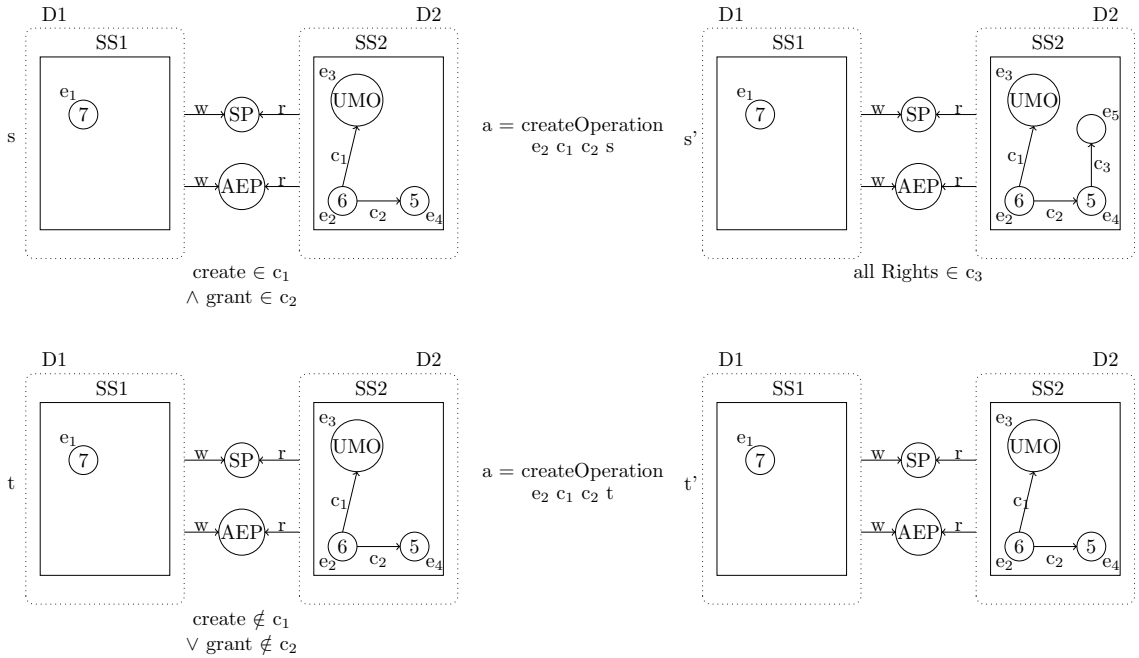 D1
D2
SS1
SS2
e₁
7
w
SP
r
e₃
UMO
c₁
s
w
AEP
r
6
e₂
c₂
5
e₄
create ∈ c₁
∧ grant ∈ c₂
a = createOperation
e₂ c₁ c₂ s
D1
D2
SS1
SS2
e₁
7
w
SP
r
e₃
UMO
e₅
c₁
c₃
s'
w
AEP
r
6
e₂
c₂
5
e₄
all Rights ∈ c₃
D1
D2
SS1
SS2
e₁
7
w
SP
r
e₃
UMO
c₁
t
w
AEP
r
6
e₂
c₂
5
e₄
create ∉ c₁
∨ grant ∉ c₂
a = createOperation
e₂ c₁ c₂ t
D1
D2
SS1
SS2
e₁
7
w
SP
r
e₃
UMO
c₁
t'
w
AEP
r
6
e₂
c₂
5
e₄